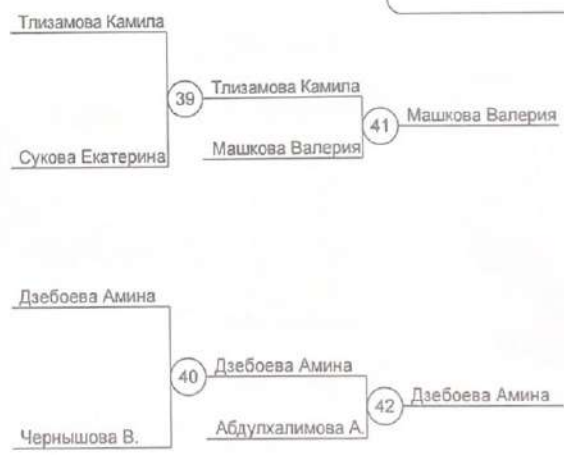 Тлизамова Камила
39
Тлизамова Камила
41
Машкова Валерия
Сукова Екатерина
Машкова Валерия
Дзебоева Амина
40
Дзебоева Амина
42
Дзебоева Амина
Чернышова В.
Абдулхалимова А.